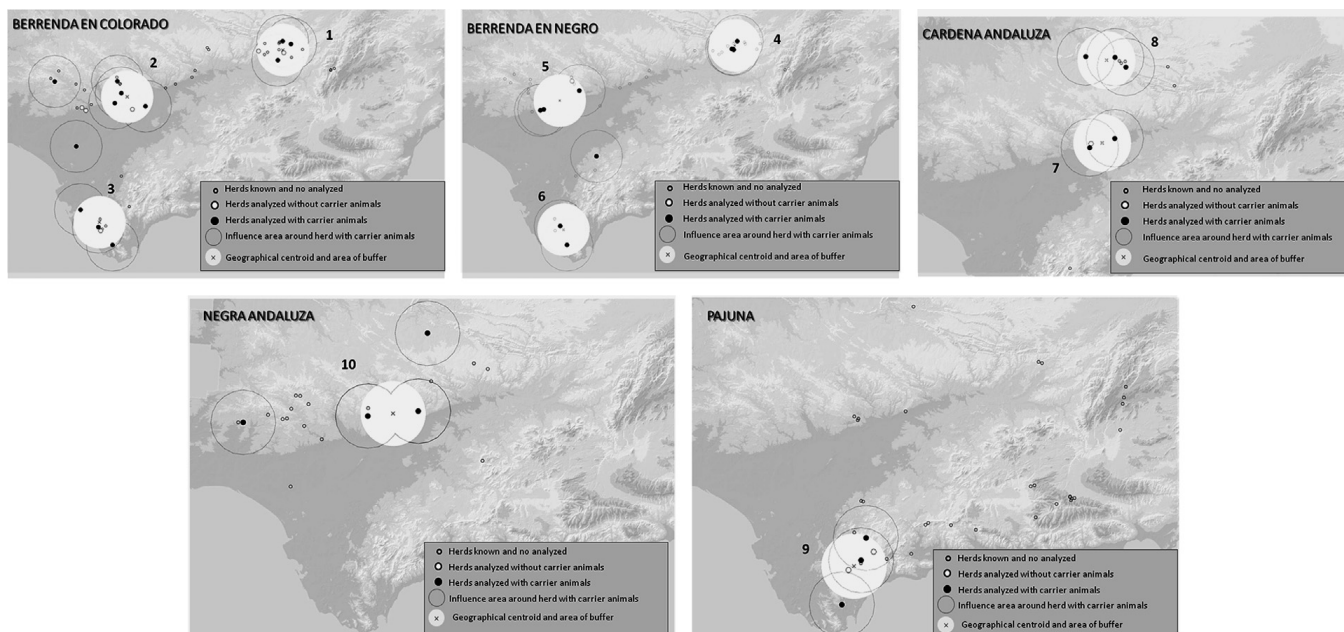 BERRENDA EN COLORADO
1
2
3
Herds known and no analyzed
Herds analyzed without carrier animals
Herds analyzed with carrier animals
Influence area around herd with carrier animals
Geographical centroid and area of buffer
BERRENDA EN NEGRO
4
5
6
Herds known and no analyzed
Herds analyzed without carrier animals
Herds analyzed with carrier animals
Influence area around herd with carrier animals
Geographical centroid and area of buffer
CARDENA ANDALUZA
8
7
Herds known and no analyzed
Herds analyzed without carrier animals
Herds analyzed with carrier animals
Influence area around herd with carrier animals
Geographical centroid and area of buffer
NEGRA ANDALUZA
10
Herds known and no analyzed
Herds analyzed without carrier animals
Herds analyzed with carrier animals
Influence area around herd with carrier animals
Geographical centroid and area of buffer
PAJUNA
9
Herds known and no analyzed
Herds analyzed without carrier animals
Herds analyzed with carrier animals
Influence area around herd with carrier animals
Geographical centroid and area of buffer